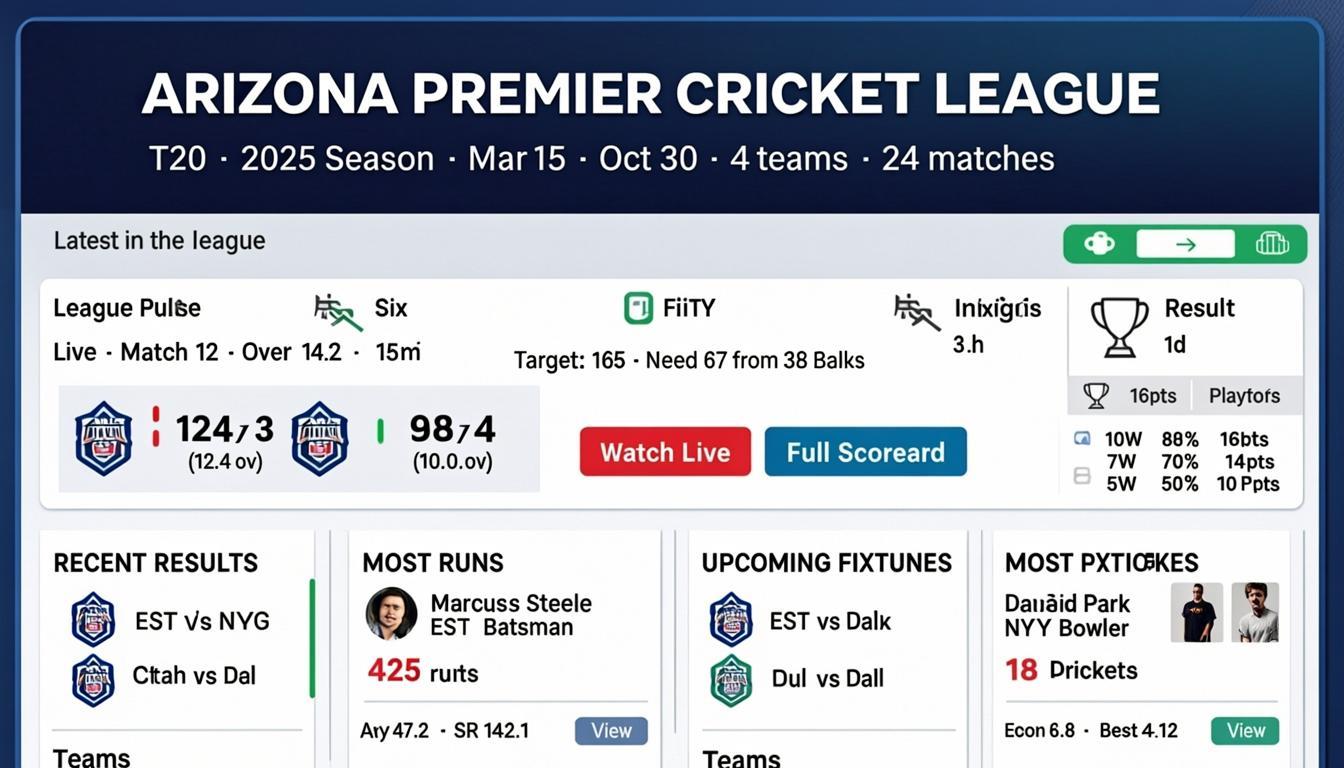 ARIZONA PREMIER CRICKET LEAGUE
T20 · 2025 Season · Mar 15 · Oct 30 · 4 teams · 24 matches
Latest in the league
League Pulse
Six
FiiTY
Result
Live · Match 12 · Over 14.2 · 15m
Target: 165 · Need 67 from 38 Balks
3.h
1d
16pts
Playtofs
124/3
(12.4 ov)
98/4
(10.0.ov)
Watch Live
Full Scoreard
10W 88% 16bts
7W 70% 14pts
5W 50% 10 Ppts
RECENT RESULTS
EST Vs NYG
Ctah vs Dal
Teams
MOST RUNS
Marcuss Steele
EST Batsman
425 runts
Ary 47.2 · SR 142.1
View
UPCOMING FIXTUNES
EST vs Dalk
Dul vs Dall
Teams
MOST
Park
NYY Bowler
18 Drickets
Econ 6.8 · Best 4.12
View